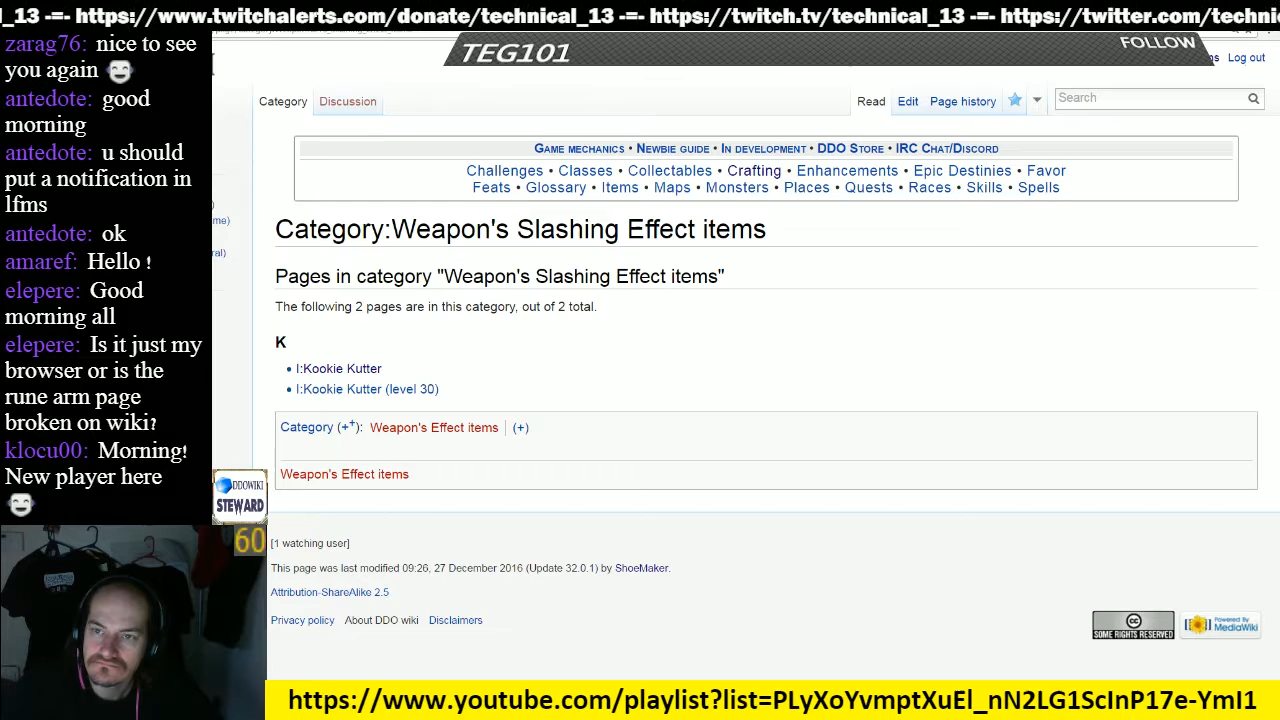 l_13 -=- https://www.twitchalerts.com/donate/technical_13 -=- https://twitch.tv/technical_13 -=- https://twitter.com/techni
zarag76: nice to see
you again
antedote: good
morning
antedote: u should
put a notification in
lfms
antedote: ok
amaref: Hello !
elepere: Good
morning all
elepere: Is it just my
browser or is the
rune arm page
broken on wiki?
klocu00: Morning!
New player here
TEG101
FOLLOW
ns Log out
Category Discussion Read Edit Page history Search
Game mechanics • Newbie guide • In development • DDO Store • IRC Chat/Discord
Challenges • Classes • Collectables • Crafting • Enhancements • Epic Destinies • Favor
Feats • Glossary • Items • Maps • Monsters • Places • Quests • Races • Skills • Spells
)
me)
ral)
Category:Weapon's Slashing Effect items
Pages in category "Weapon's Slashing Effect items"
The following 2 pages are in this category, out of 2 total.
K
• I:Kookie Kutter
• I:Kookie Kutter (level 30)
Category (++): Weapon's Effect items (+)
Weapon's Effect items
DDOWIKI
STEWARD
60
[1 watching user]
This page was last modified 09:26, 27 December 2016 (Update 32.0.1) by ShoeMaker.
Attribution-ShareAlike 2.5
Privacy policy About DDO wiki Disclaimers
cc
SOME RIGHTS RESERVED
Powered By
MediaWiki
https://www.youtube.com/playlist?list=PLyXoYvmptXuEl_nN2LG1ScInP17e-YmI1